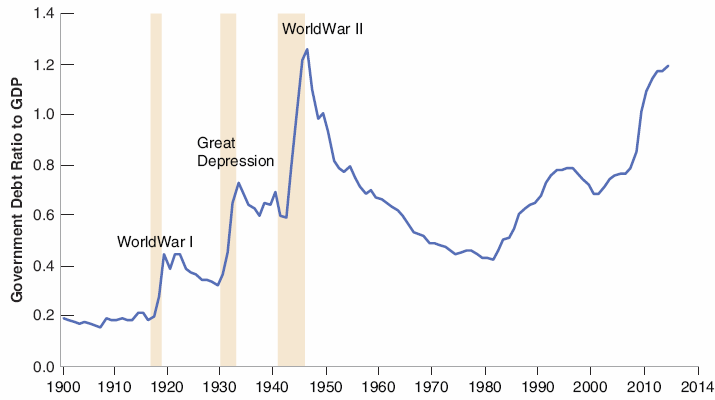 1.4
WorldWar II
1.2
1.0
Great
Depression
0.8
0.6
WorldWar I
0.4
0.2
0.0
Government Debt Ratio to GDP
1900 1910 1920 1930 1940 1950 1960 1970 1980 1990 2000 2010 2014